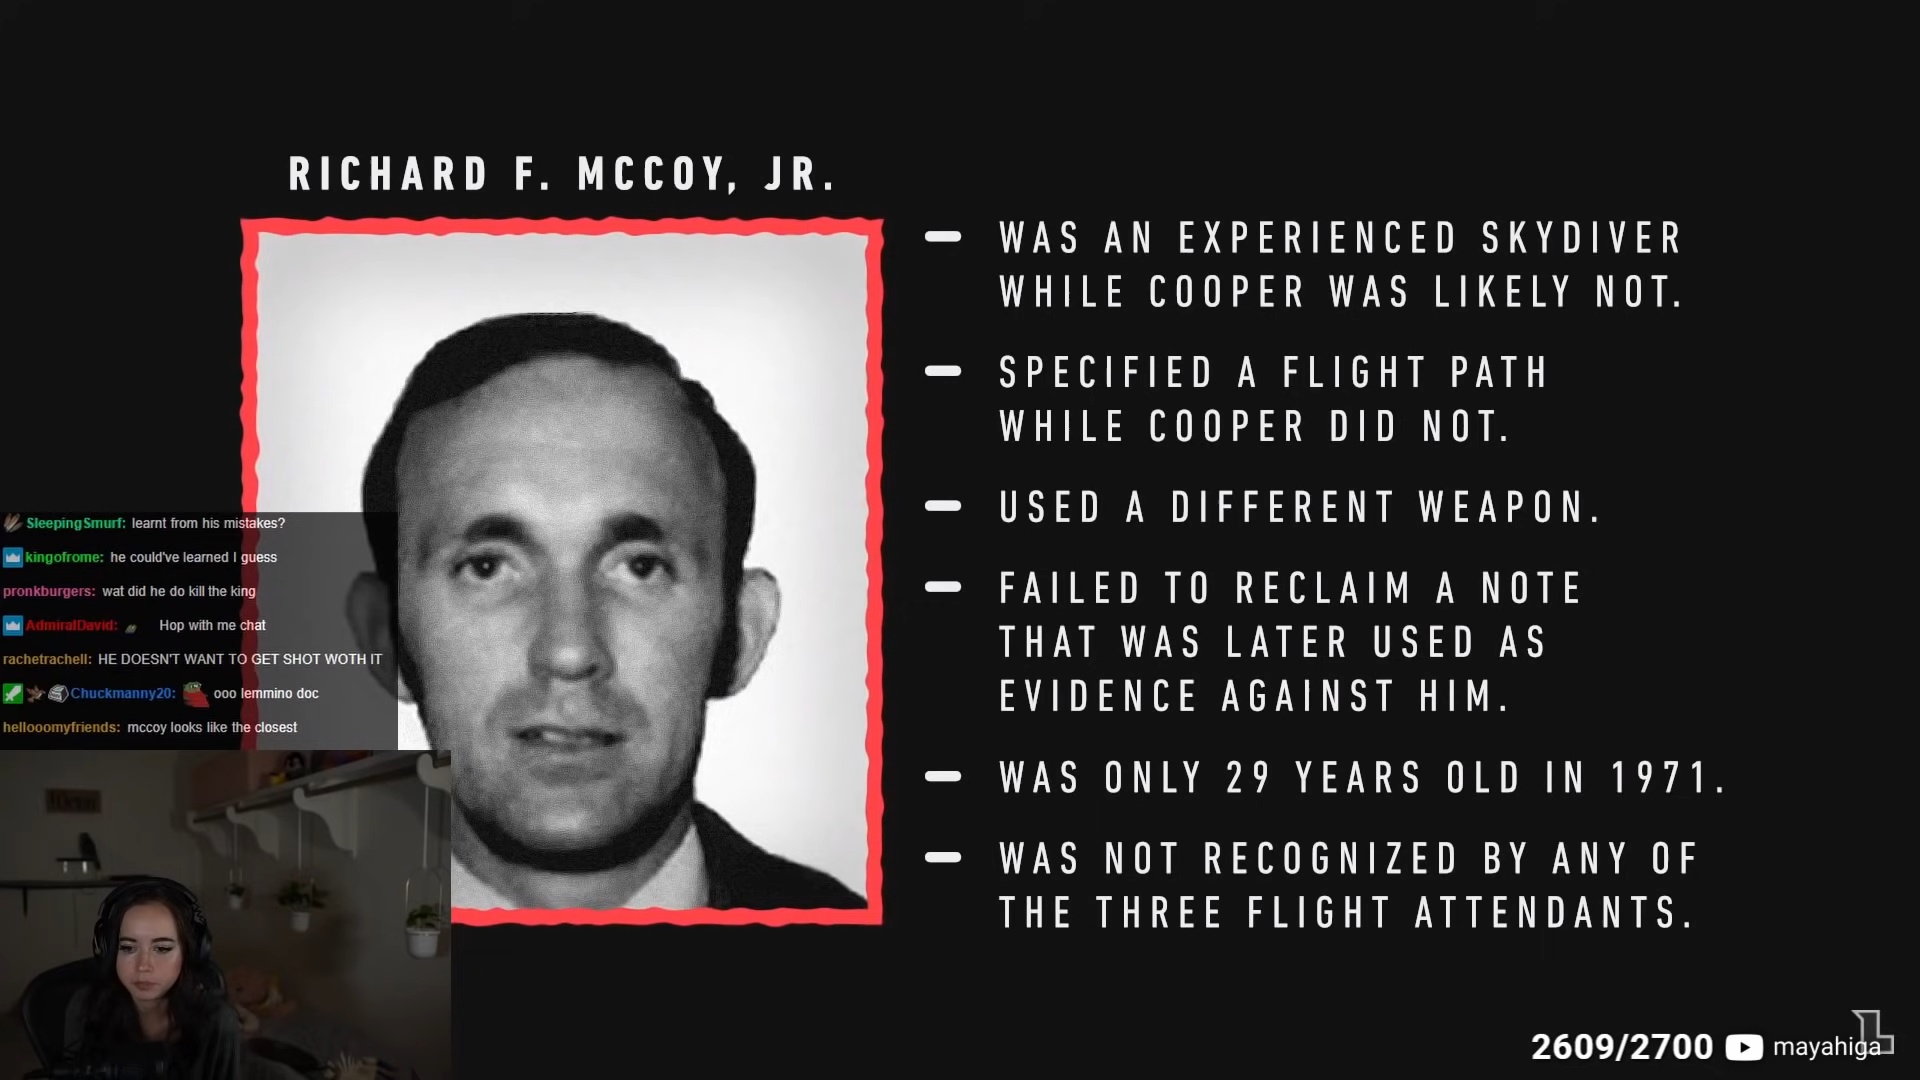 RICHARD F. MCCOY, JR.
WAS AN EXPERIENCED SKYDIVER
WHILE COOPER WAS LIKELY NOT.
SPECIFIED A FLIGHT PATH
WHILE COOPER DID NOT.
USED A DIFFERENT WEAPON.
FAILED TO RECLAIM A NOTE
THAT WAS LATER USED AS
EVIDENCE AGAINST HIM.
WAS ONLY 29 YEARS OLD IN 1971.
WAS NOT RECOGNIZED BY ANY OF
THE THREE FLIGHT ATTENDANTS.
SleepingSmurf: learnt from his mistakes?
kingofrome: he could've learned I guess
pronkburgers: wat did he do kill the king
AdmiralDavid: Hop with me chat
rachetrachell: HE DOESN'T WANT TO GET SHOT WOTH IT
Chuckmanny20: ooo lemmino doc
hellooomyfriends: mccoy looks like the closest
2609/2700 mayahiga